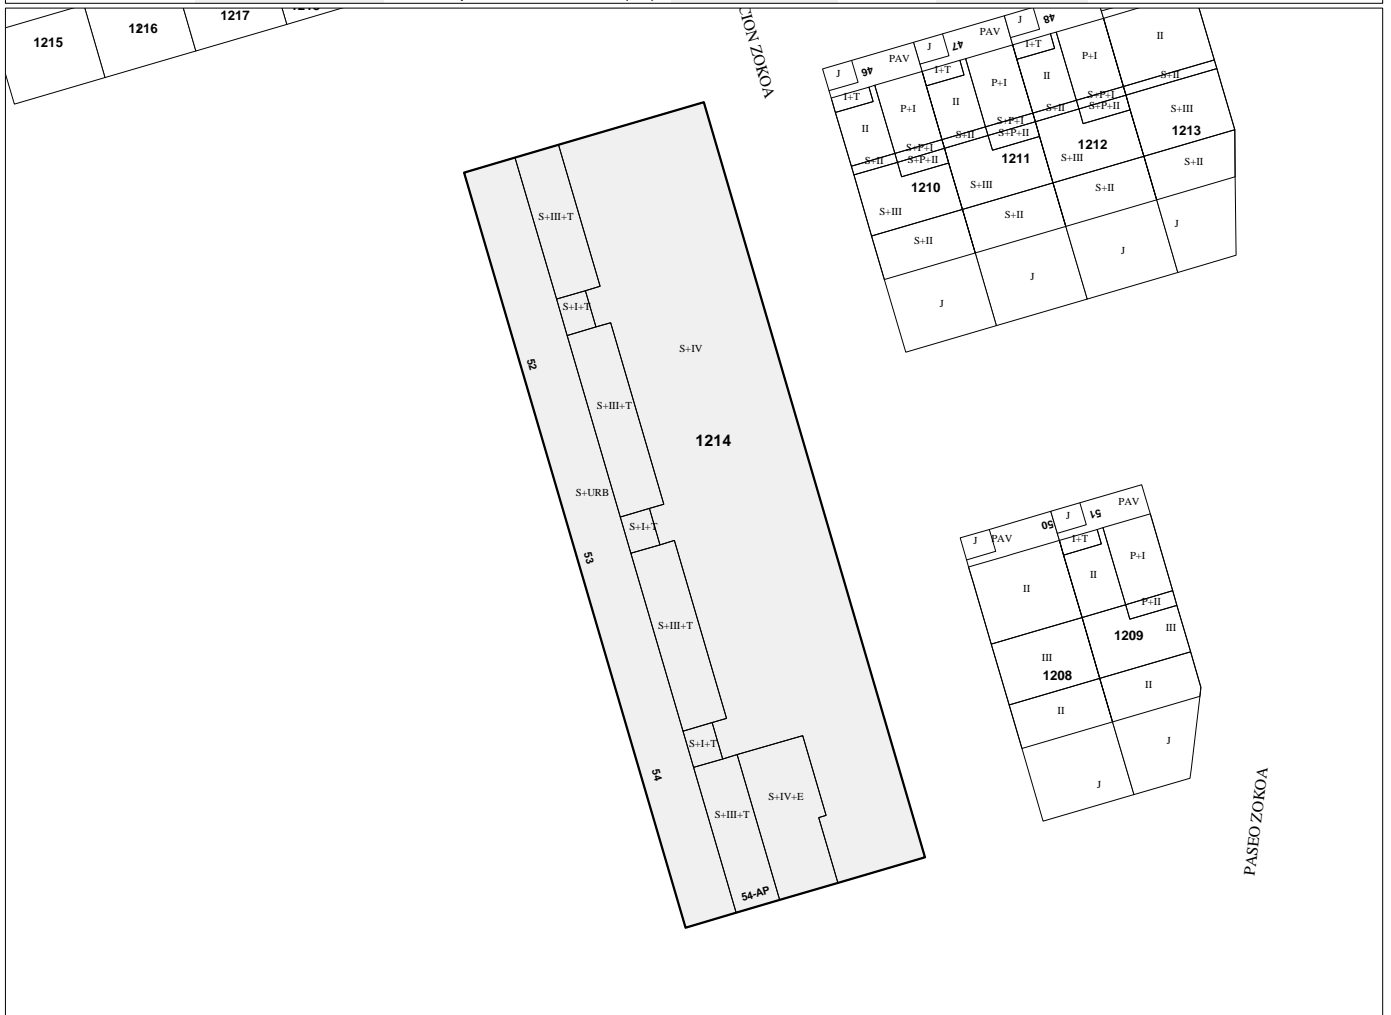 1215
1216
1217
CION ZOKOA
J
46
PAV
J
47
PAV
J
48
I+T
II
P+I
I+T
II
P+I
I+T
II
P+I
II
S+II
S+P+I
S+P+II
S+II
S+P+I
S+P+II
S+II
S+P+I
S+P+II
S+II
S+III
1210
S+III
1211
S+III
1212
S+III
1213
S+II
S+II
S+II
S+II
J
J
J
J
S+III+T
S+I+T
52
S+IV
S+III+T
1214
S+URB
S+I+T
53
S+III+T
S+I+T
54
S+III+T
S+IV+E
54-AP
J
PAV
50
J
51
PAV
I+T
II
II
P+I
P+II
III
1208
1209
III
II
II
J
J
PASEO ZOKOA